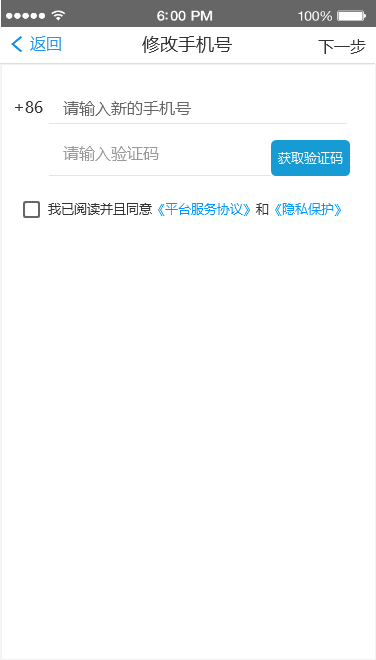 6:00 PM 100%
返回 修改手机号 下一步
+86 请输入新的手机号
请输入验证码 获取验证码
我已阅读并且同意《平台服务协议》和《隐私保护》